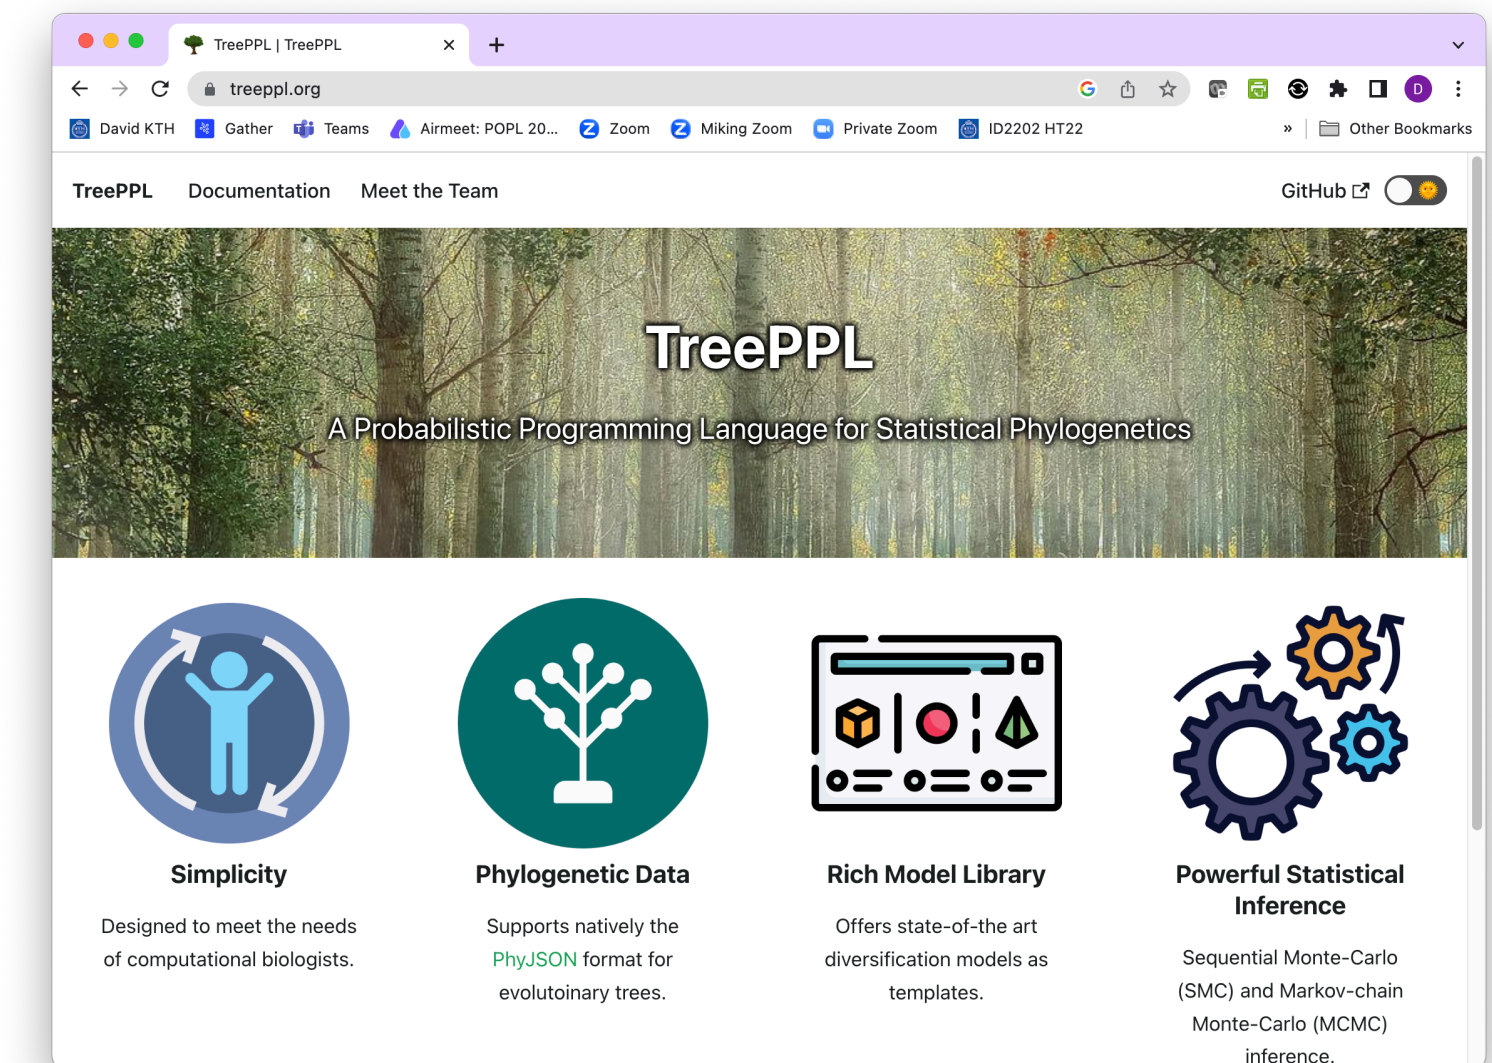 TreePPL | TreePPL
treeppl.org
D
David KTH Gather Teams Airmeet: POPL 20... Zoom Miking Zoom Private Zoom ID2202 HT22 » Other Bookmarks
TreePPL Documentation Meet the Team GitHub
TreePPL
A Probabilistic Programming Language for Statistical Phylogenetics
Simplicity
Designed to meet the needs
of computational biologists.
Phylogenetic Data
Supports natively the
PhyJSON format for
evolutoinary trees.
Rich Model Library
Offers state-of-the art
diversification models as
templates.
Powerful Statistical
Inference
Sequential Monte-Carlo
(SMC) and Markov-chain
Monte-Carlo (MCMC)
inference.